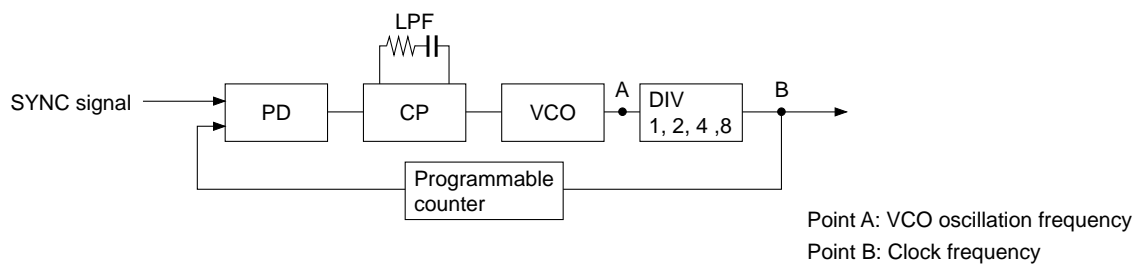 LPF
SYNC signal
PD
CP
VCO
A
DIV
1, 2, 4 ,8
B
Programmable
counter
Point A: VCO oscillation frequency
Point B: Clock frequency